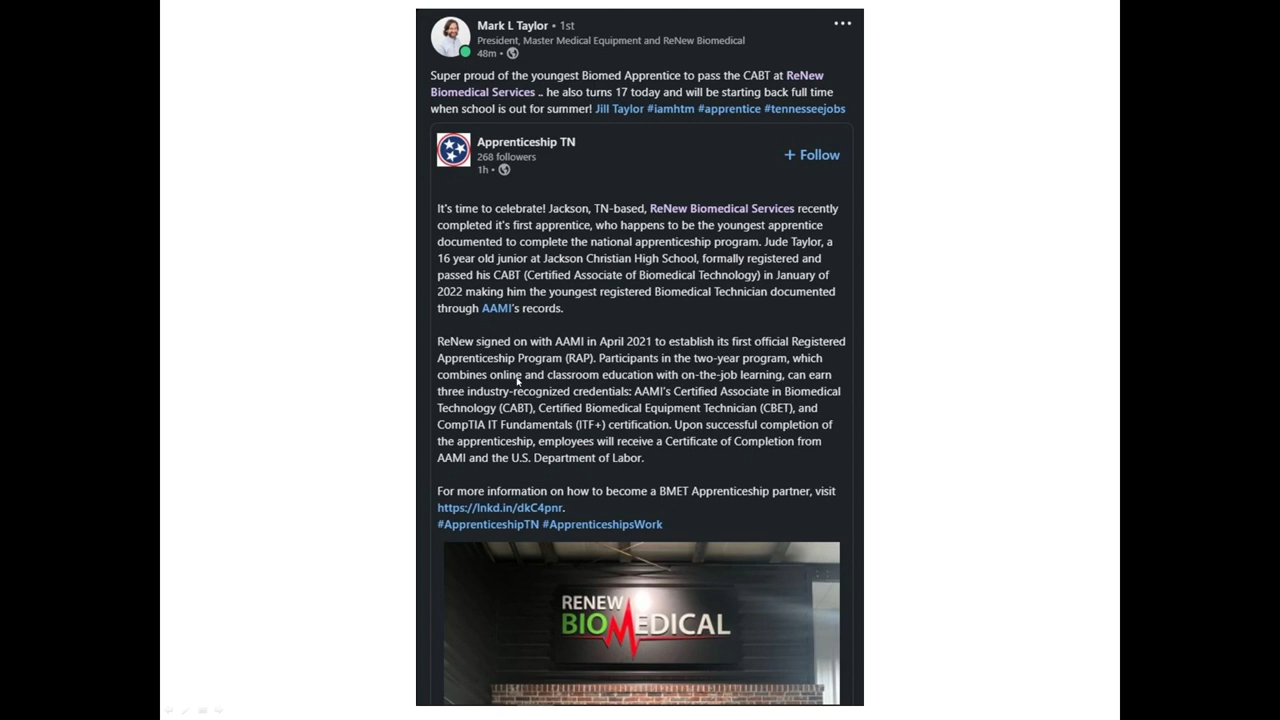 Mark L Taylor • 1st
President, Master Medical Equipment and ReNew Biomedical
48m •
Super proud of the youngest Biomed Apprentice to pass the CABT at ReNew
Biomedical Services .. he also turns 17 today and will be starting back full time
when school is out for summer! Jill Taylor #iamhtm #apprentice #tennesseejobs
Apprenticeship TN
268 followers
1h •
+ Follow
It's time to celebrate! Jackson, TN-based, ReNew Biomedical Services recently
completed it's first apprentice, who happens to be the youngest apprentice
documented to complete the national apprenticeship program. Jude Taylor, a
16 year old junior at Jackson Christian High School, formally registered and
passed his CABT (Certified Associate of Biomedical Technology) in January of
2022 making him the youngest registered Biomedical Technician documented
through AAMI's records.
ReNew signed on with AAMI in April 2021 to establish its first official Registered
Apprenticeship Program (RAP). Participants in the two-year program, which
combines online and classroom education with on-the-job learning, can earn
three industry-recognized credentials: AAMI's Certified Associate in Biomedical
Technology (CABT), Certified Biomedical Equipment Technician (CBET), and
CompTIA IT Fundamentals (ITF+) certification. Upon successful completion of
the apprenticeship, employees will receive a Certificate of Completion from
AAMI and the U.S. Department of Labor.
For more information on how to become a BMET Apprenticeship partner, visit
https://lnkd.in/dkC4pnr.
#ApprenticeshipTN #ApprenticeshipsWork
RENEW
BIOMEDICAL